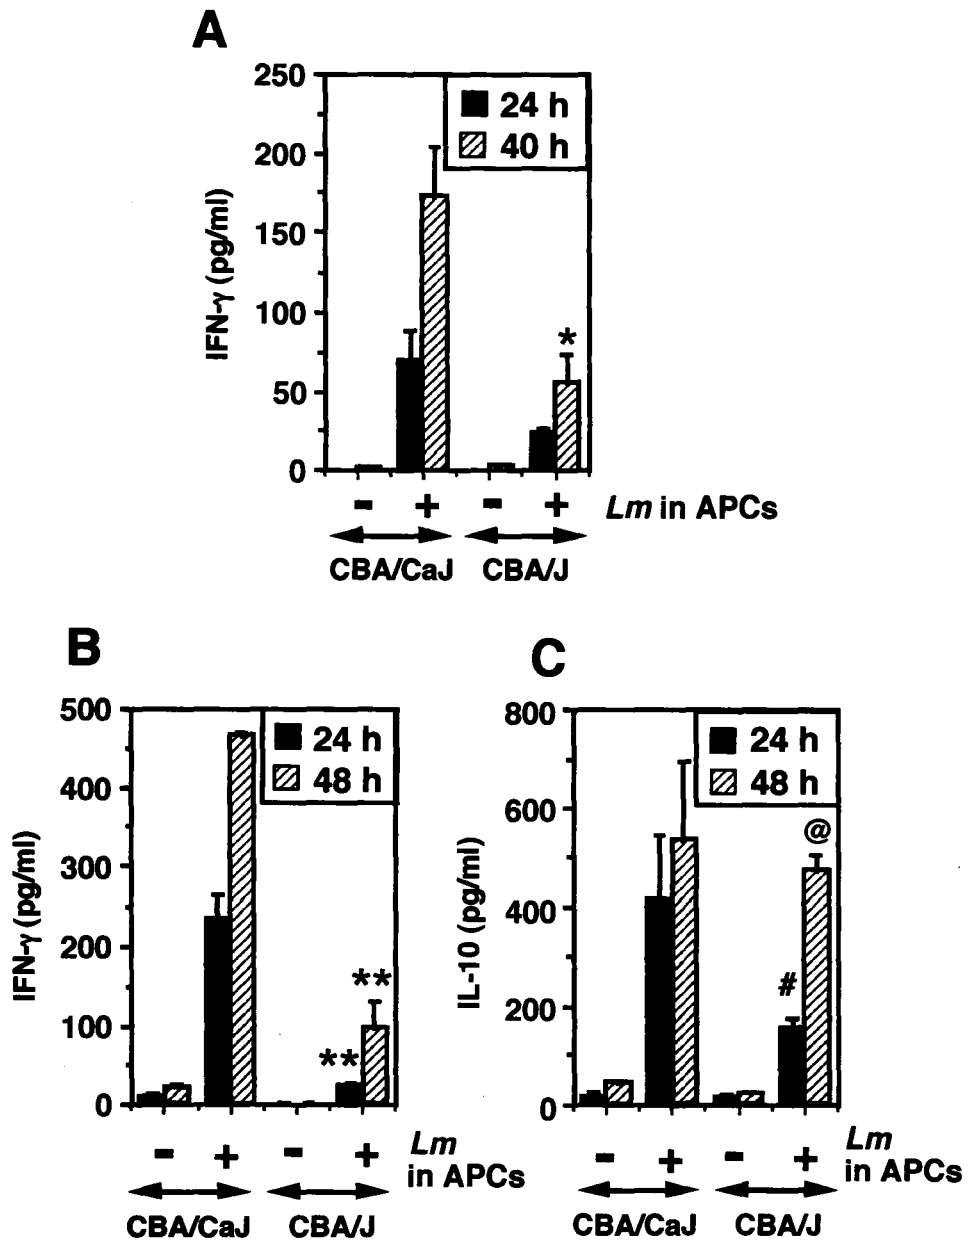 A
250
200
150
100
50
0
IFN-γ (pg/ml)
24 h
40 h
*
- + - + Lm in APCs
CBA/CaJ CBA/J
B
500
400
300
200
100
0
IFN-γ (pg/ml)
24 h
48 h
**
**
- + - + Lm
in APCs
CBA/CaJ CBA/J
C
800
600
400
200
0
IL-10 (pg/ml)
24 h
48 h
@
#
- + - + Lm
in APCs
CBA/CaJ CBA/J